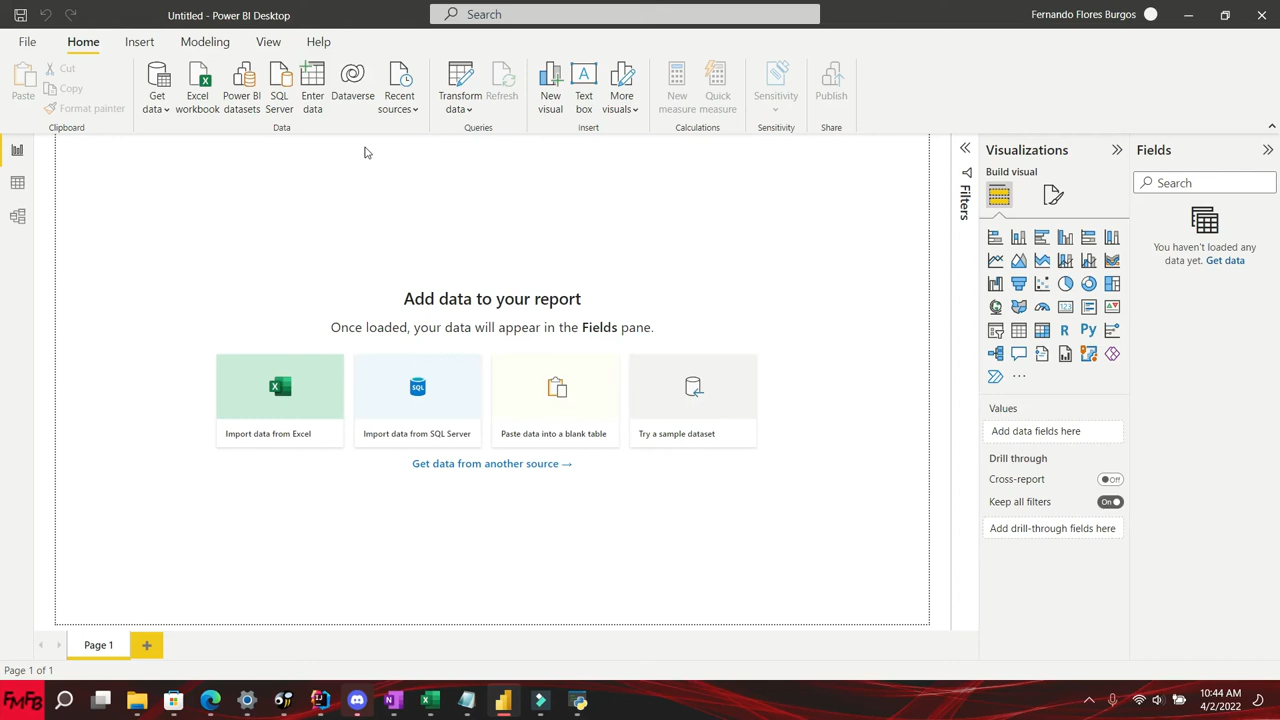 Untitled - Power BI Desktop
Search
Fernando Flores Burgos
File Home Insert Modeling View Help
Paste
Cut
Copy
Format painter
Clipboard
Get data
Excel workbook
Power BI datasets
SQL Server
Enter data
Dataverse
Recent sources
Data
Transform data
Refresh
Queries
New visual
Text box
More visuals
Insert
New measure
Quick measure
Calculations
Sensitivity
Sensitivity
Publish
Share
Filters
Visualizations
Build visual
Fields
Search
You haven't loaded any
data yet. Get data
Add data to your report
Once loaded, your data will appear in the Fields pane.
SQL
Import data from Excel
Import data from SQL Server
Paste data into a blank table
Try a sample dataset
Get data from another source →
R
Py
123
...
Values
Add data fields here
Drill through
Cross-report
Off
Keep all filters
On
Add drill-through fields here
Page 1
Page 1 of 1
FMFB
10:44 AM
4/2/2022